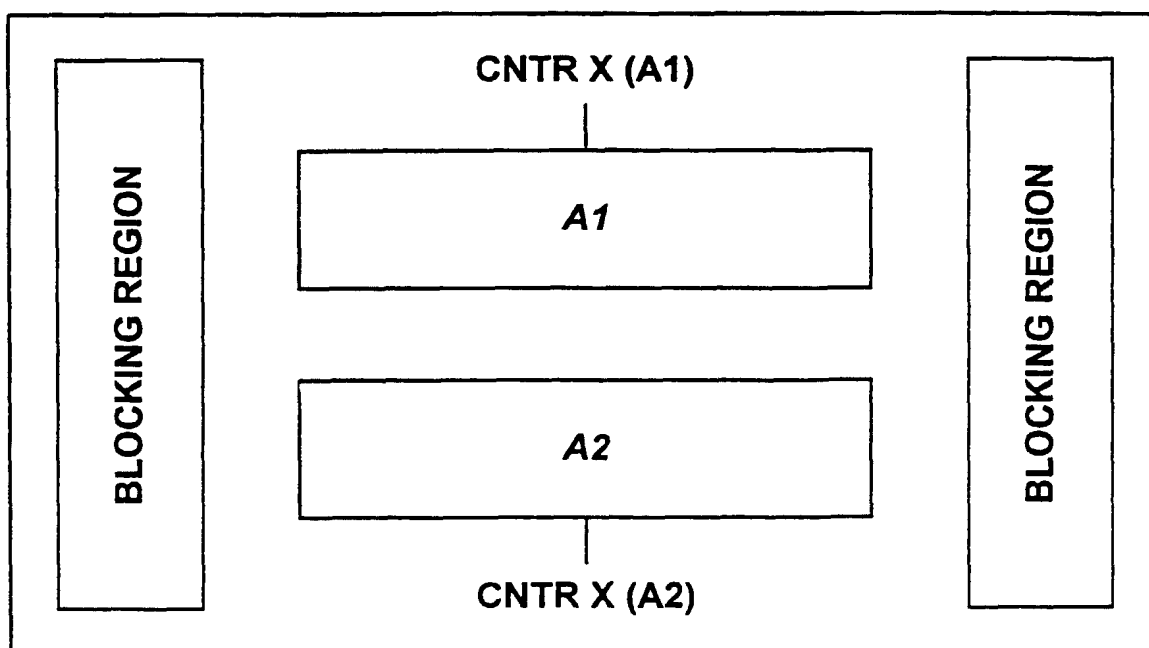 CNTR X (A1)
BLOCKING REGION
A1
BLOCKING REGION
A2
CNTR X (A2)